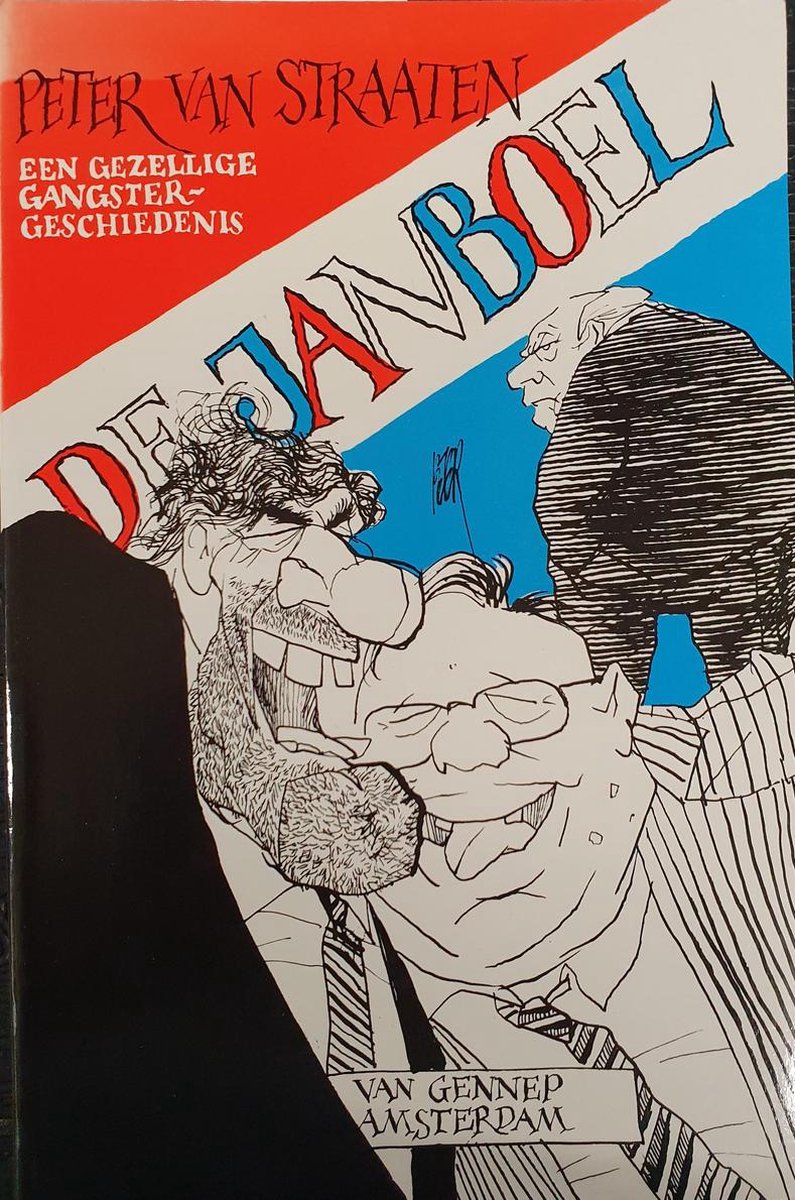 PETER VAN STRAATEN
EEN GEZELLIGE
GANGSTER~
GESCHIEDENIS
DE JANBOEL
VAN GENNEP
AMSTERDAM